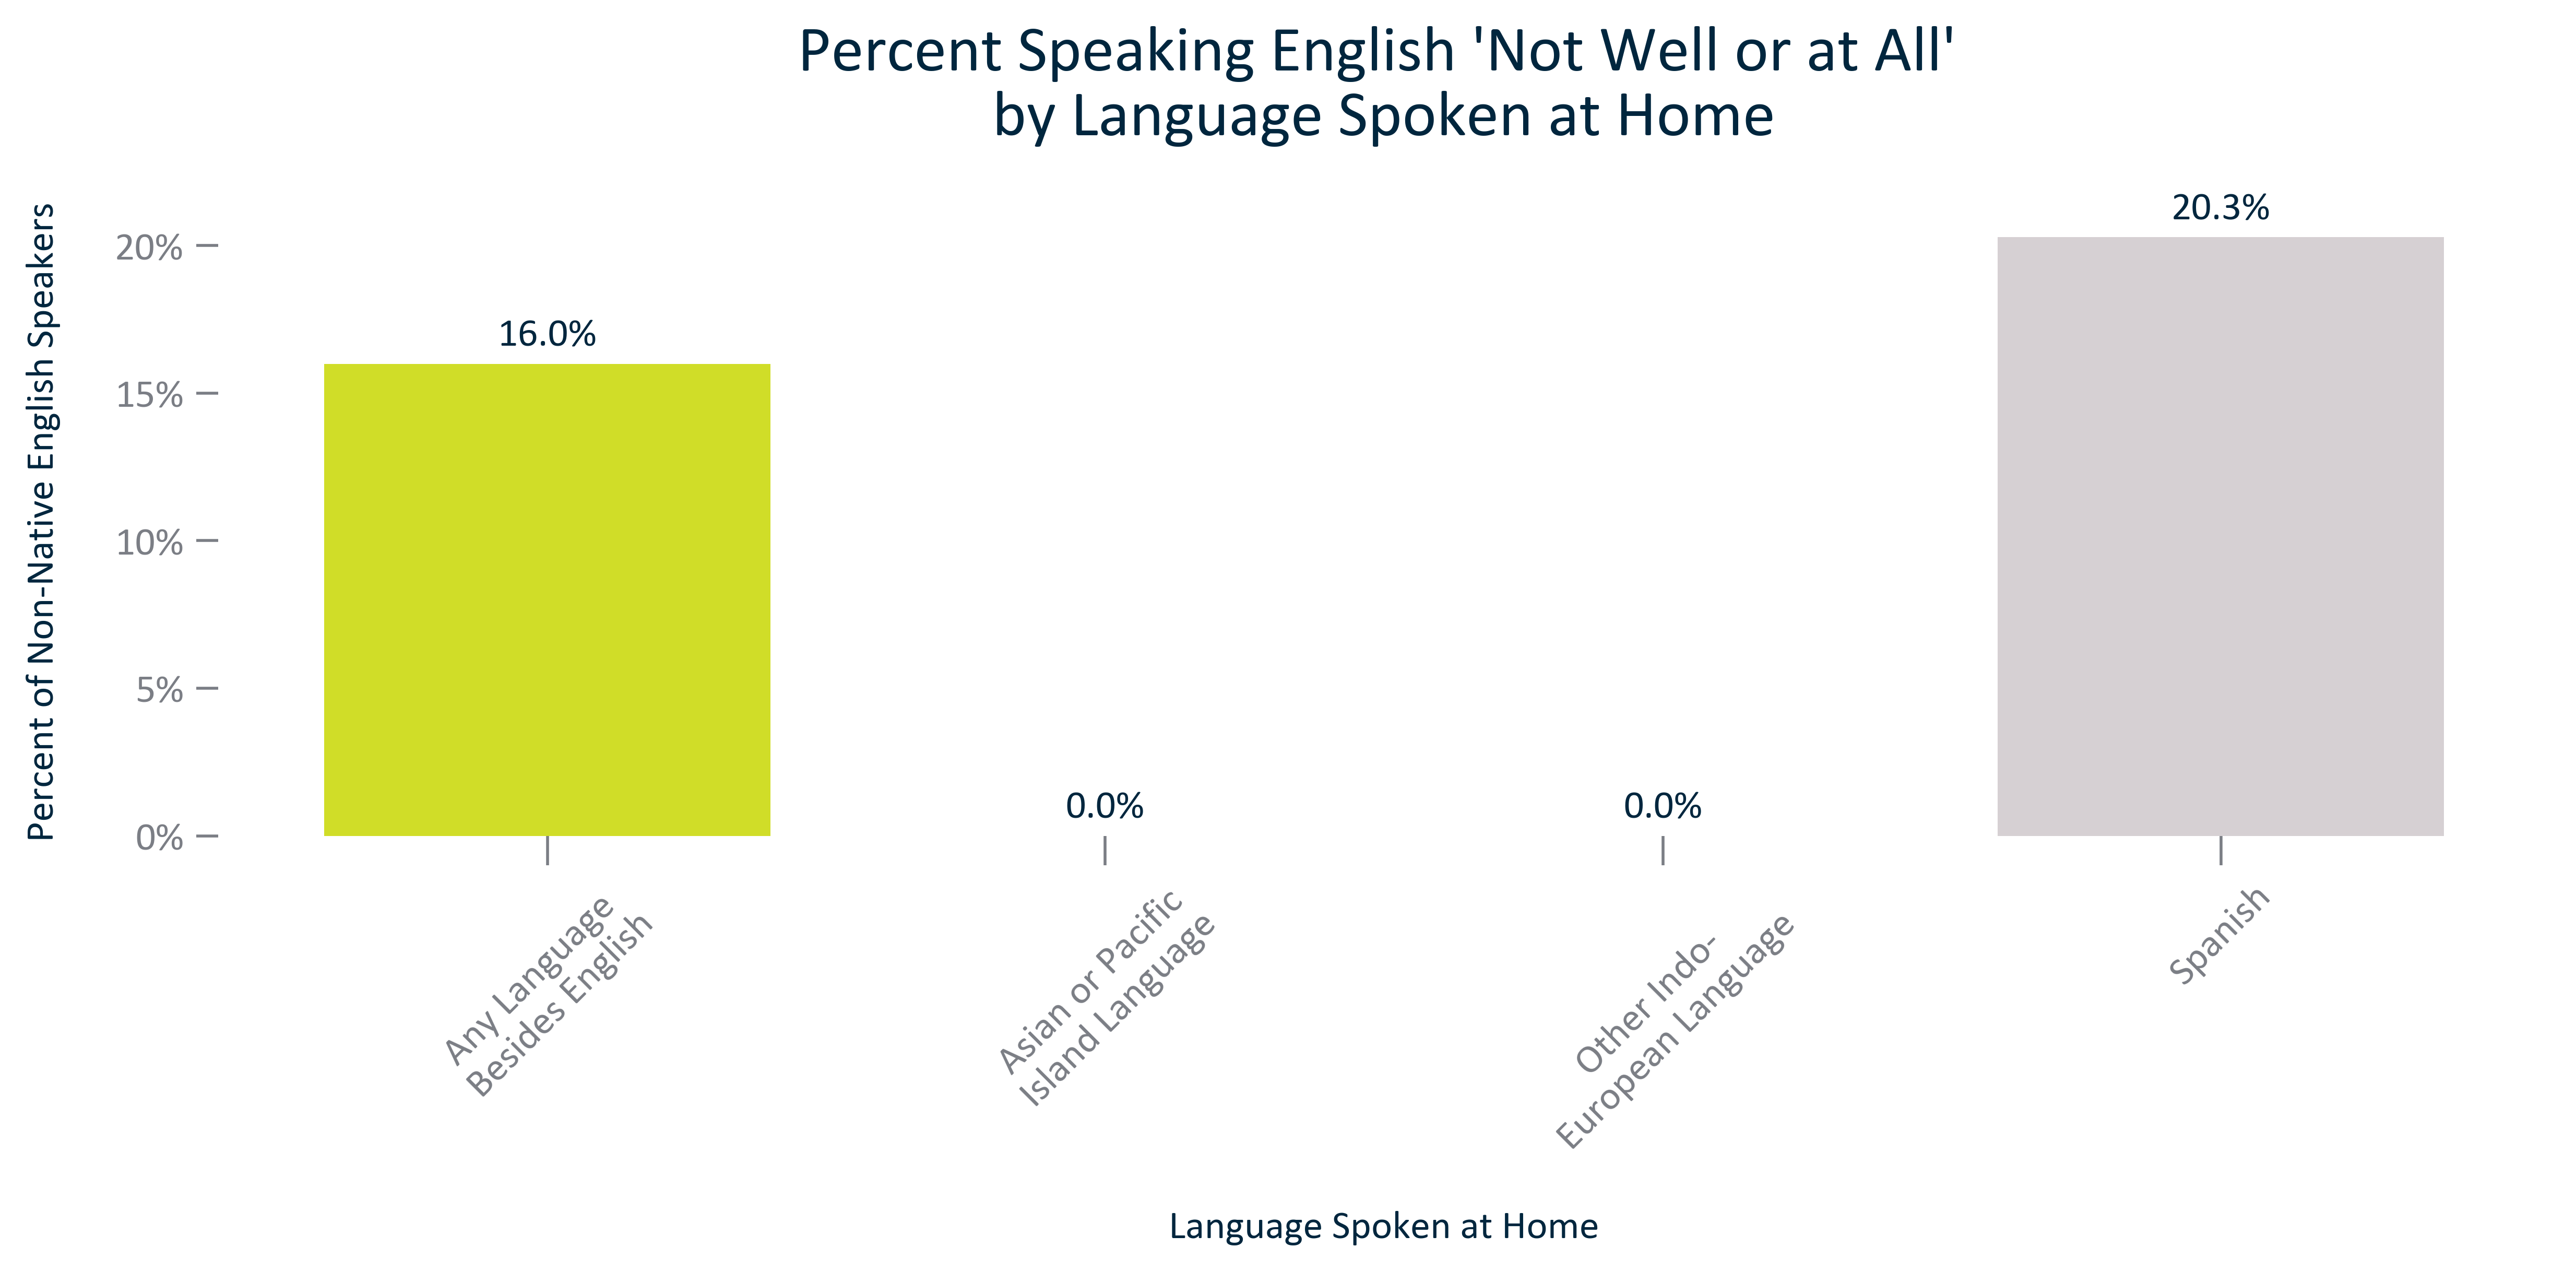 Percent Speaking English 'Not Well or at All'
by Language Spoken at Home
Percent of Non-Native English Speakers
20%
15%
10%
5%
0%
16.0%
0.0%
0.0%
20.3%
Any Language
Besides English
Asian or Pacific
Island Language
Other Indo-
European Language
Spanish
Language Spoken at Home